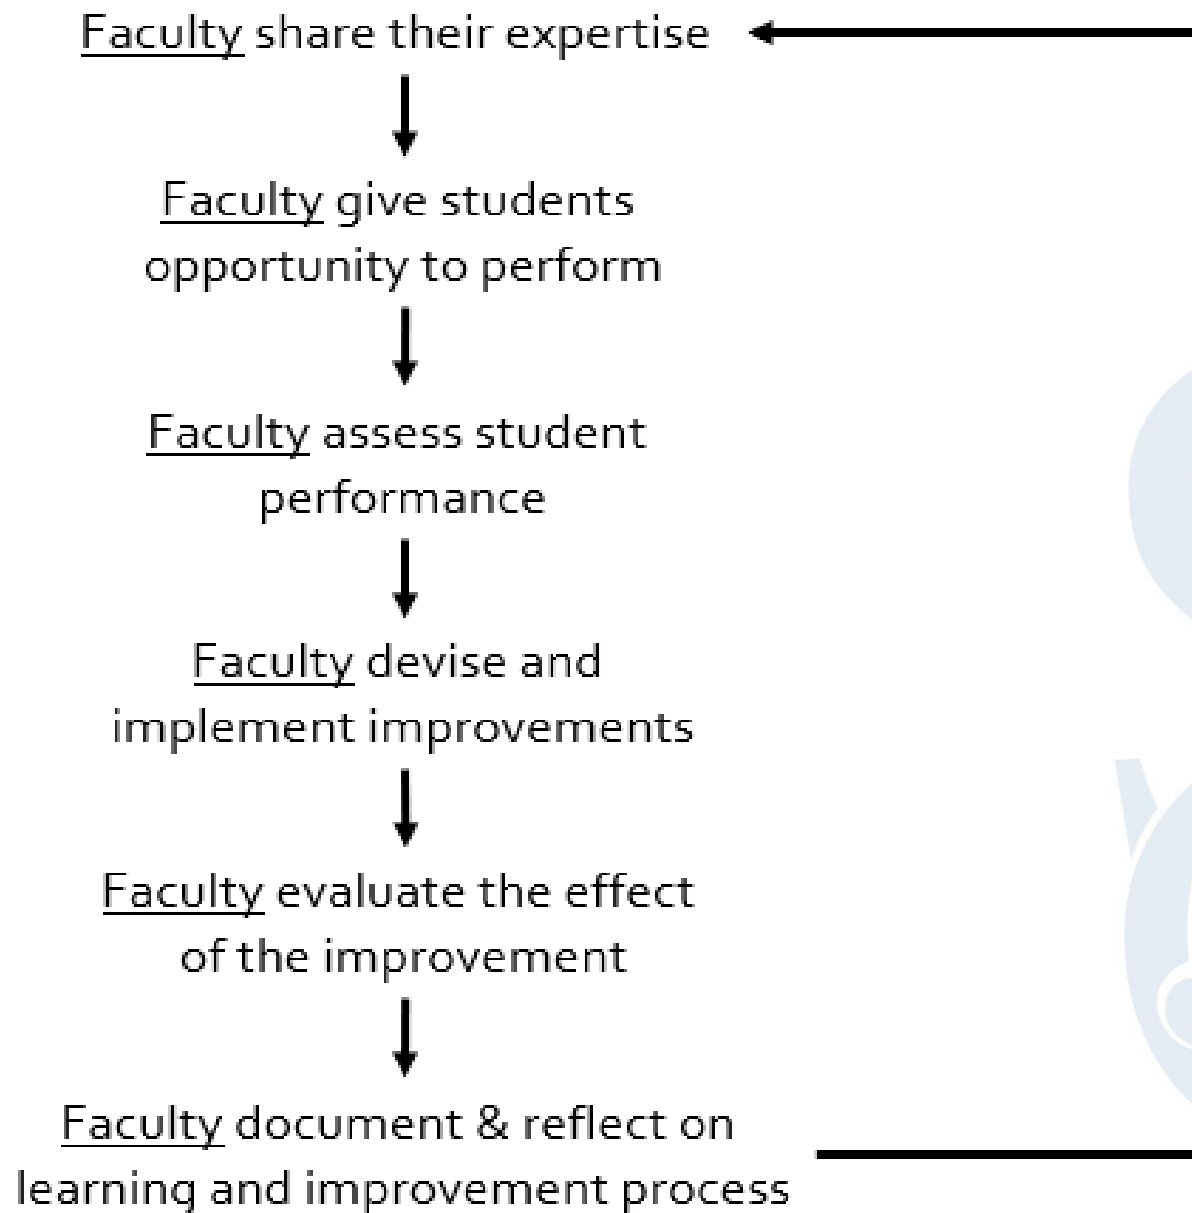 Faculty share their expertise
Faculty give students
opportunity to perform
Faculty assess student
performance
Faculty devise and
implement improvements
Faculty evaluate the effect
of the improvement
Faculty document & reflect on
learning and improvement process